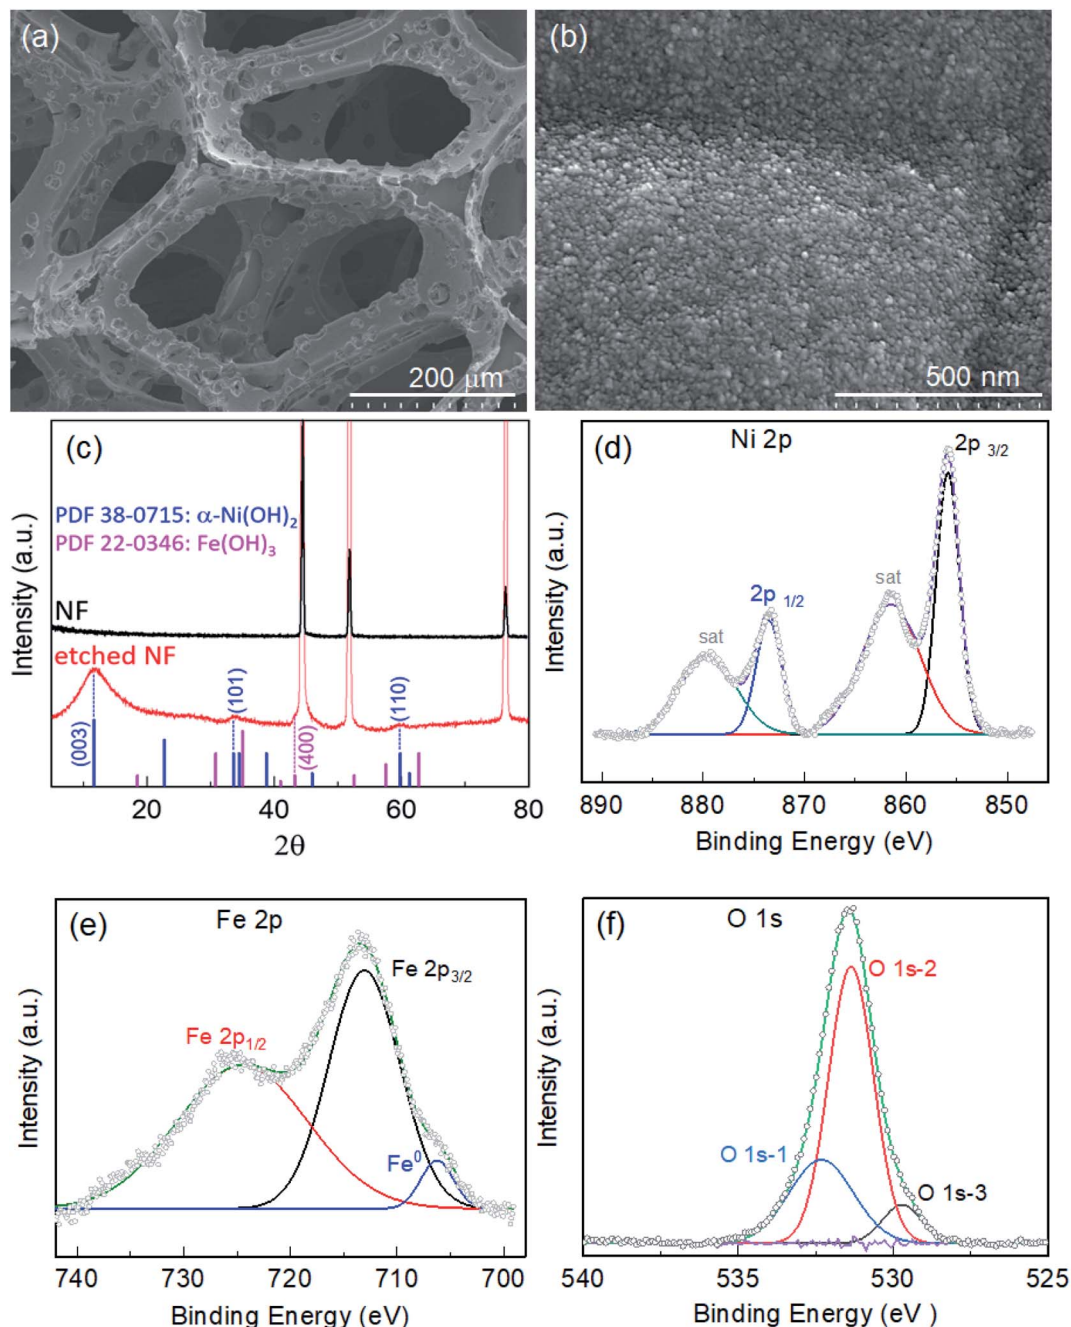 (a)
200 μm
(b)
500 nm
(c)
PDF 38-0715: α-Ni(OH)₂
PDF 22-0346: Fe(OH)₃
NF
etched NF
(003)
(101)
(400)
(110)
Intensity (a.u.)
20 40 60 80
2θ
(d)
Ni 2p
2p 3/2
sat
2p 1/2
sat
Intensity (a.u.)
890 880 870 860 850
Binding Energy (eV)
(e)
Fe 2p
Fe 2p₃/₂
Fe 2p₁/₂
Fe⁰
Intensity (a.u.)
740 730 720 710 700
Binding Energy (eV)
(f)
O 1s
O 1s-2
O 1s-1
O 1s-3
Intensity (a.u.)
540 535 530 525
Binding Energy (eV )